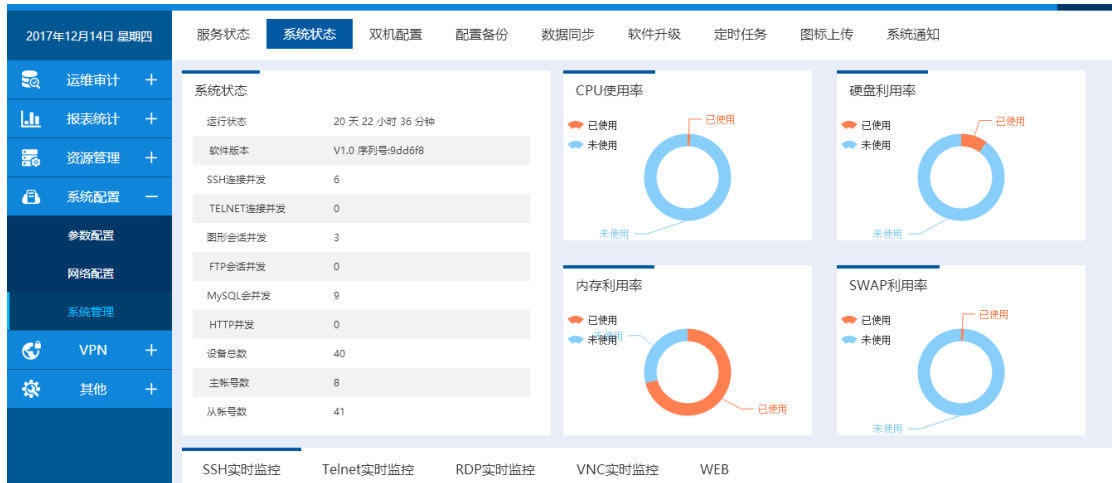 2017年12月14日 星期四
服务状态 系统状态 双机配置 配置备份 数据同步 软件升级 定时任务 图标上传 系统通知
运维审计 +
报表统计 +
资源管理 +
系统配置 —
参数配置
网络配置
系统管理
VPN +
其他 +
系统状态
运行状态 20 天 22 小时 36 分钟
软件版本 V1.0 序列号:9dd6f8
SSH连接并发 6
TELNET连接并发 0
图形会话并发 3
FTP会话并发 0
MySQL会并发 9
HTTP并发 0
设备总数 40
主帐号数 8
从帐号数 41
CPU使用率
已使用
未使用
已使用
未使用
硬盘利用率
已使用
未使用
已使用
未使用
内存利用率
已使用
未使用
未使用
已使用
SWAP利用率
已使用
未使用
已使用
未使用
SSH实时监控 Telnet实时监控 RDP实时监控 VNC实时监控 WEB